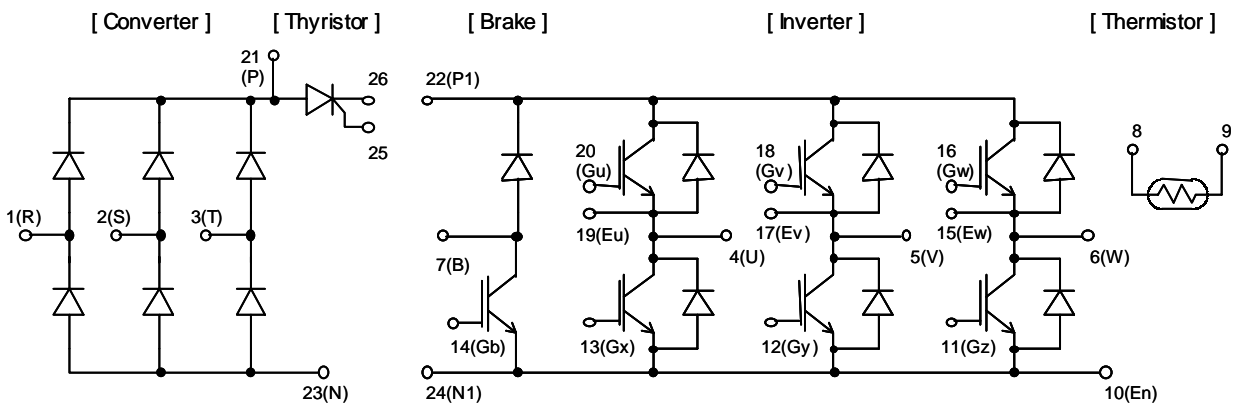 [ Converter ] [ Thyristor ] [ Brake ] [ Inverter ] [ Thermistor ]
21
(P)
26
22(P1)
25
8 9
20
(Gu)
18
(Gv)
16
(Gw)
1(R) 2(S) 3(T)
19(Eu) 17(Ev) 15(Ew)
7(B) 4(U) 5(V) 6(W)
14(Gb) 13(Gx) 12(Gy) 11(Gz)
23(N) 24(N1) 10(En)